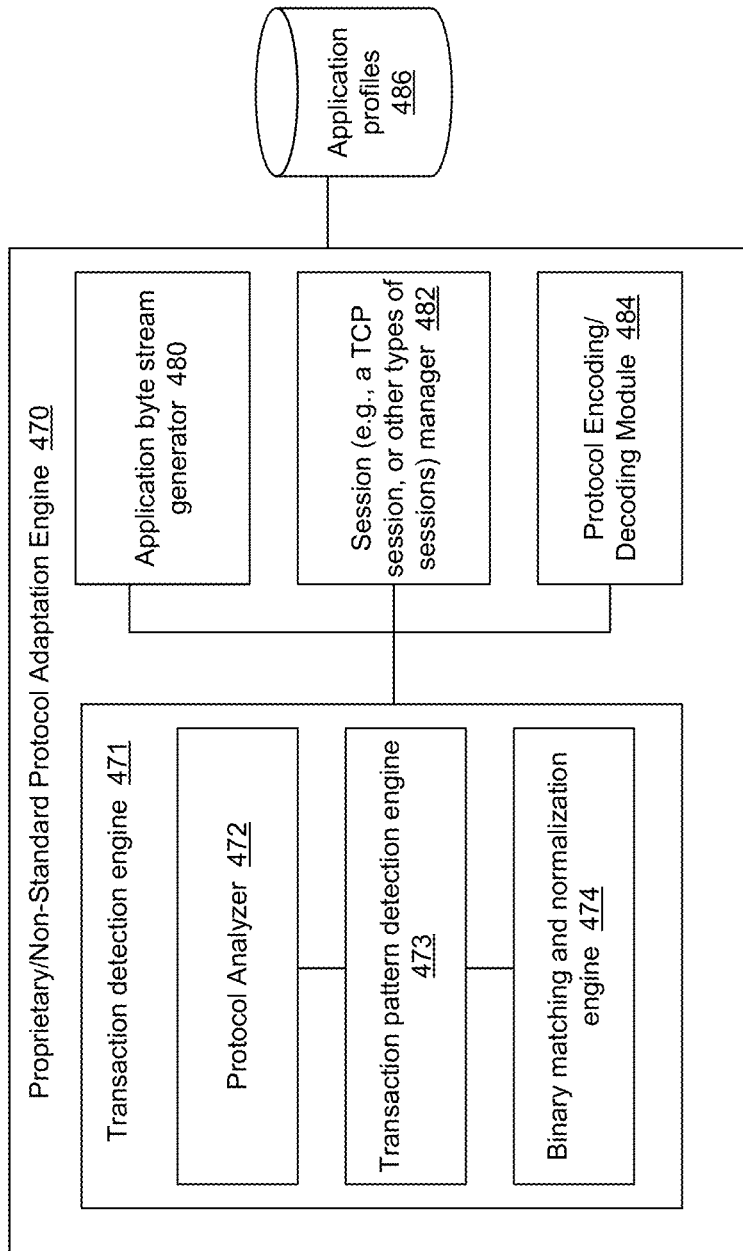 Proprietary/Non-Standard Protocol Adaptation Engine 470
Transaction detection engine 471
Protocol Analyzer 472
Transaction pattern detection engine
473
Binary matching and normalization
engine 474
Application byte stream
generator 480
Session (e.g., a TCP
session, or other types of
sessions) manager 482
Protocol Encoding/
Decoding Module 484
Application
profiles
486